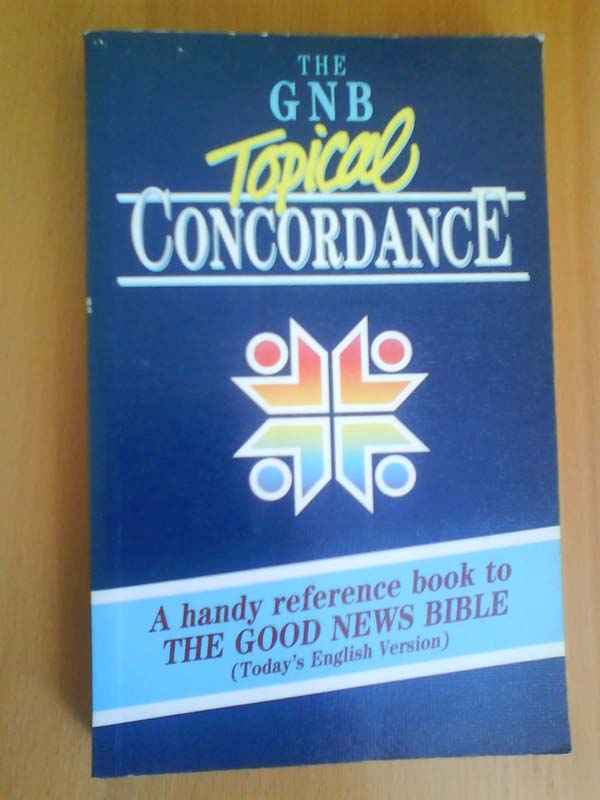 THE
GNB
Topical
CONCORDANCE
A handy reference book to
THE GOOD NEWS BIBLE
(Today's English Version)